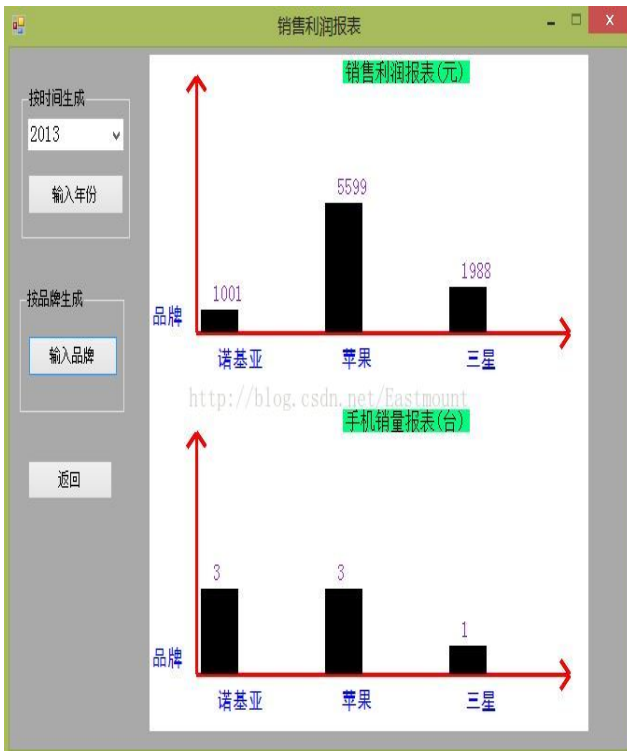 销售利润报表
按时间生成
2013
输入年份
按品牌生成
输入品牌
返回
销售利润报表(元)
5599
1988
1001
品牌
诺基亚 苹果 三星
http://blog.csdn.net/Eastmount
手机销量报表(台)
3 3
1
品牌
诺基亚 苹果 三星